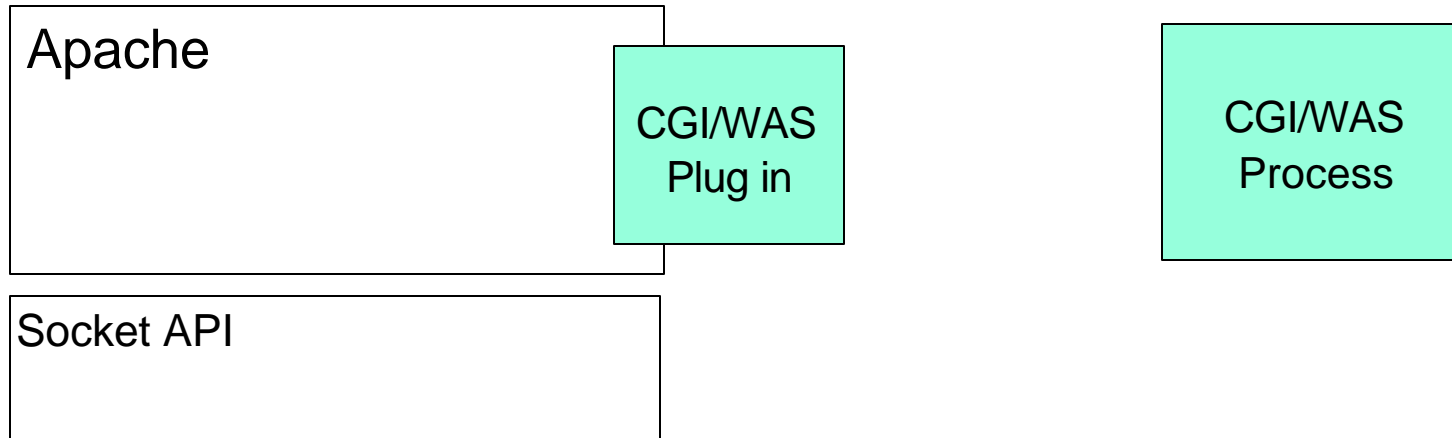 Apache
CGI/WAS
Plug in
CGI/WAS
Process
Socket API